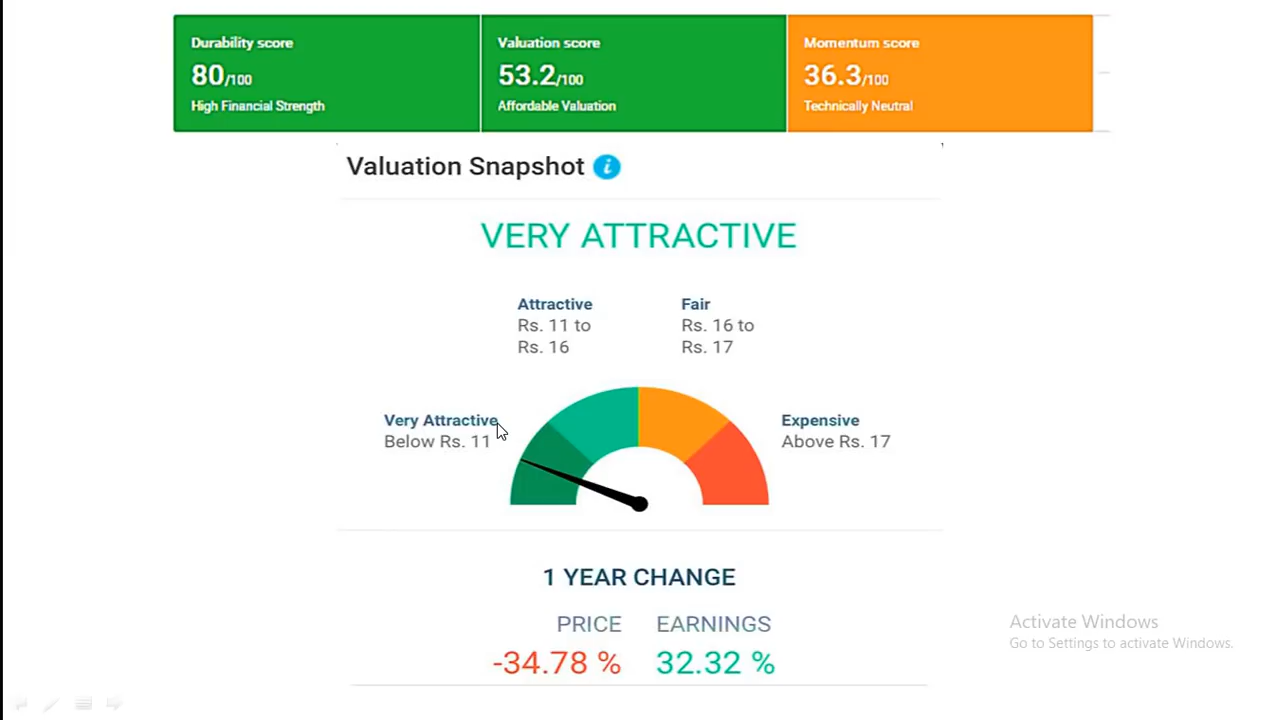 Durability score
80/100
High Financial Strength
Valuation score
53.2/100
Affordable Valuation
Momentum score
36.3/100
Technically Neutral
Valuation Snapshot i
VERY ATTRACTIVE
Attractive
Rs. 11 to
Rs. 16
Fair
Rs. 16 to
Rs. 17
Very Attractive
Below Rs. 11
Expensive
Above Rs. 17
1 YEAR CHANGE
PRICE
-34.78 %
EARNINGS
32.32 %
Activate Windows
Go to Settings to activate Windows.